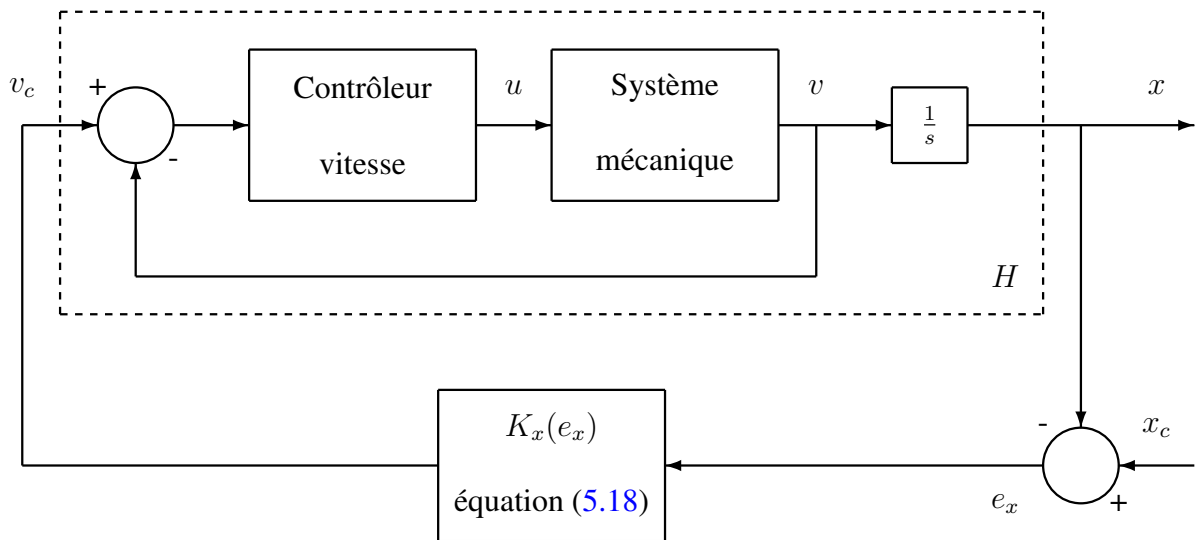 v_c
+
-
Contrôleur
vitesse
u
Système
mécanique
v
1/s
x
H
K_x(e_x)
équation (5.18)
e_x
-
x_c
+